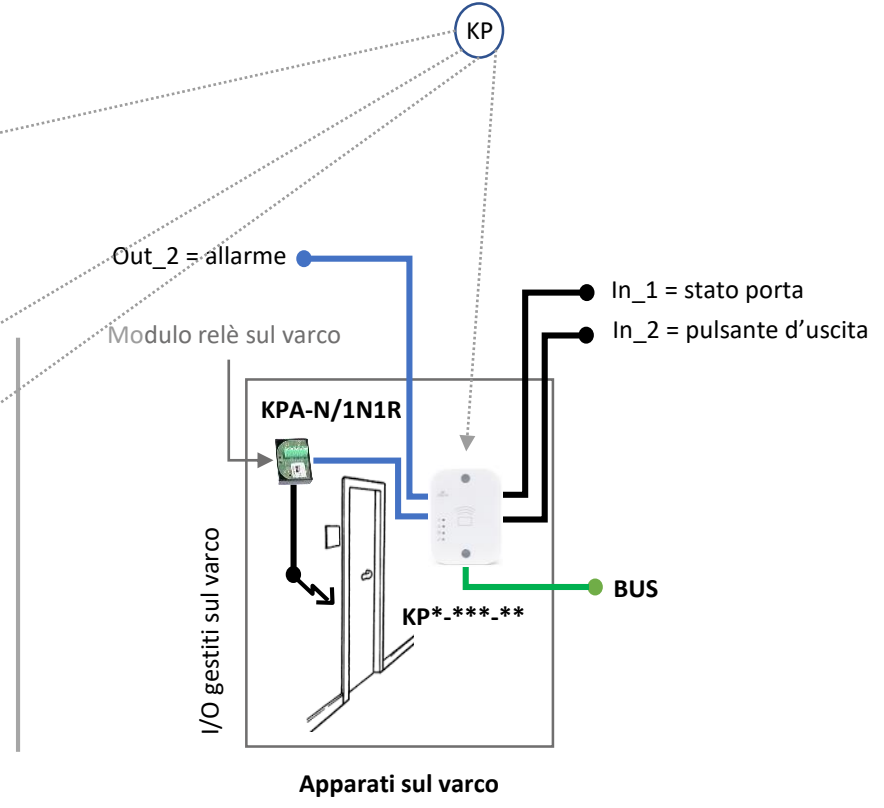 KP
Out_2 = allarme
In_1 = stato porta
In_2 = pulsante d’uscita
Modulo relè sul varco
KPA-N/1N1R
I/O gestiti sul varco
BUS
KP*-***-**
Apparati sul varco